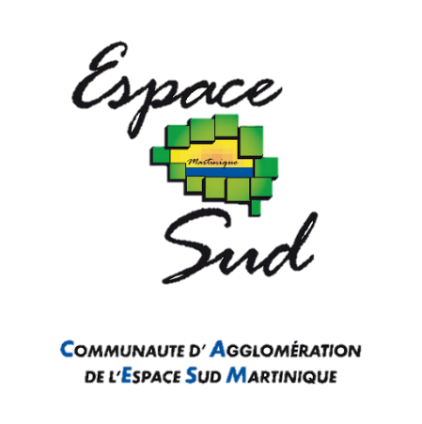 Espace
Martinique
Sud
COMMUNAUTE D' AGGLOMÉRATION
DE L'ESPACE SUD MARTINIQUE